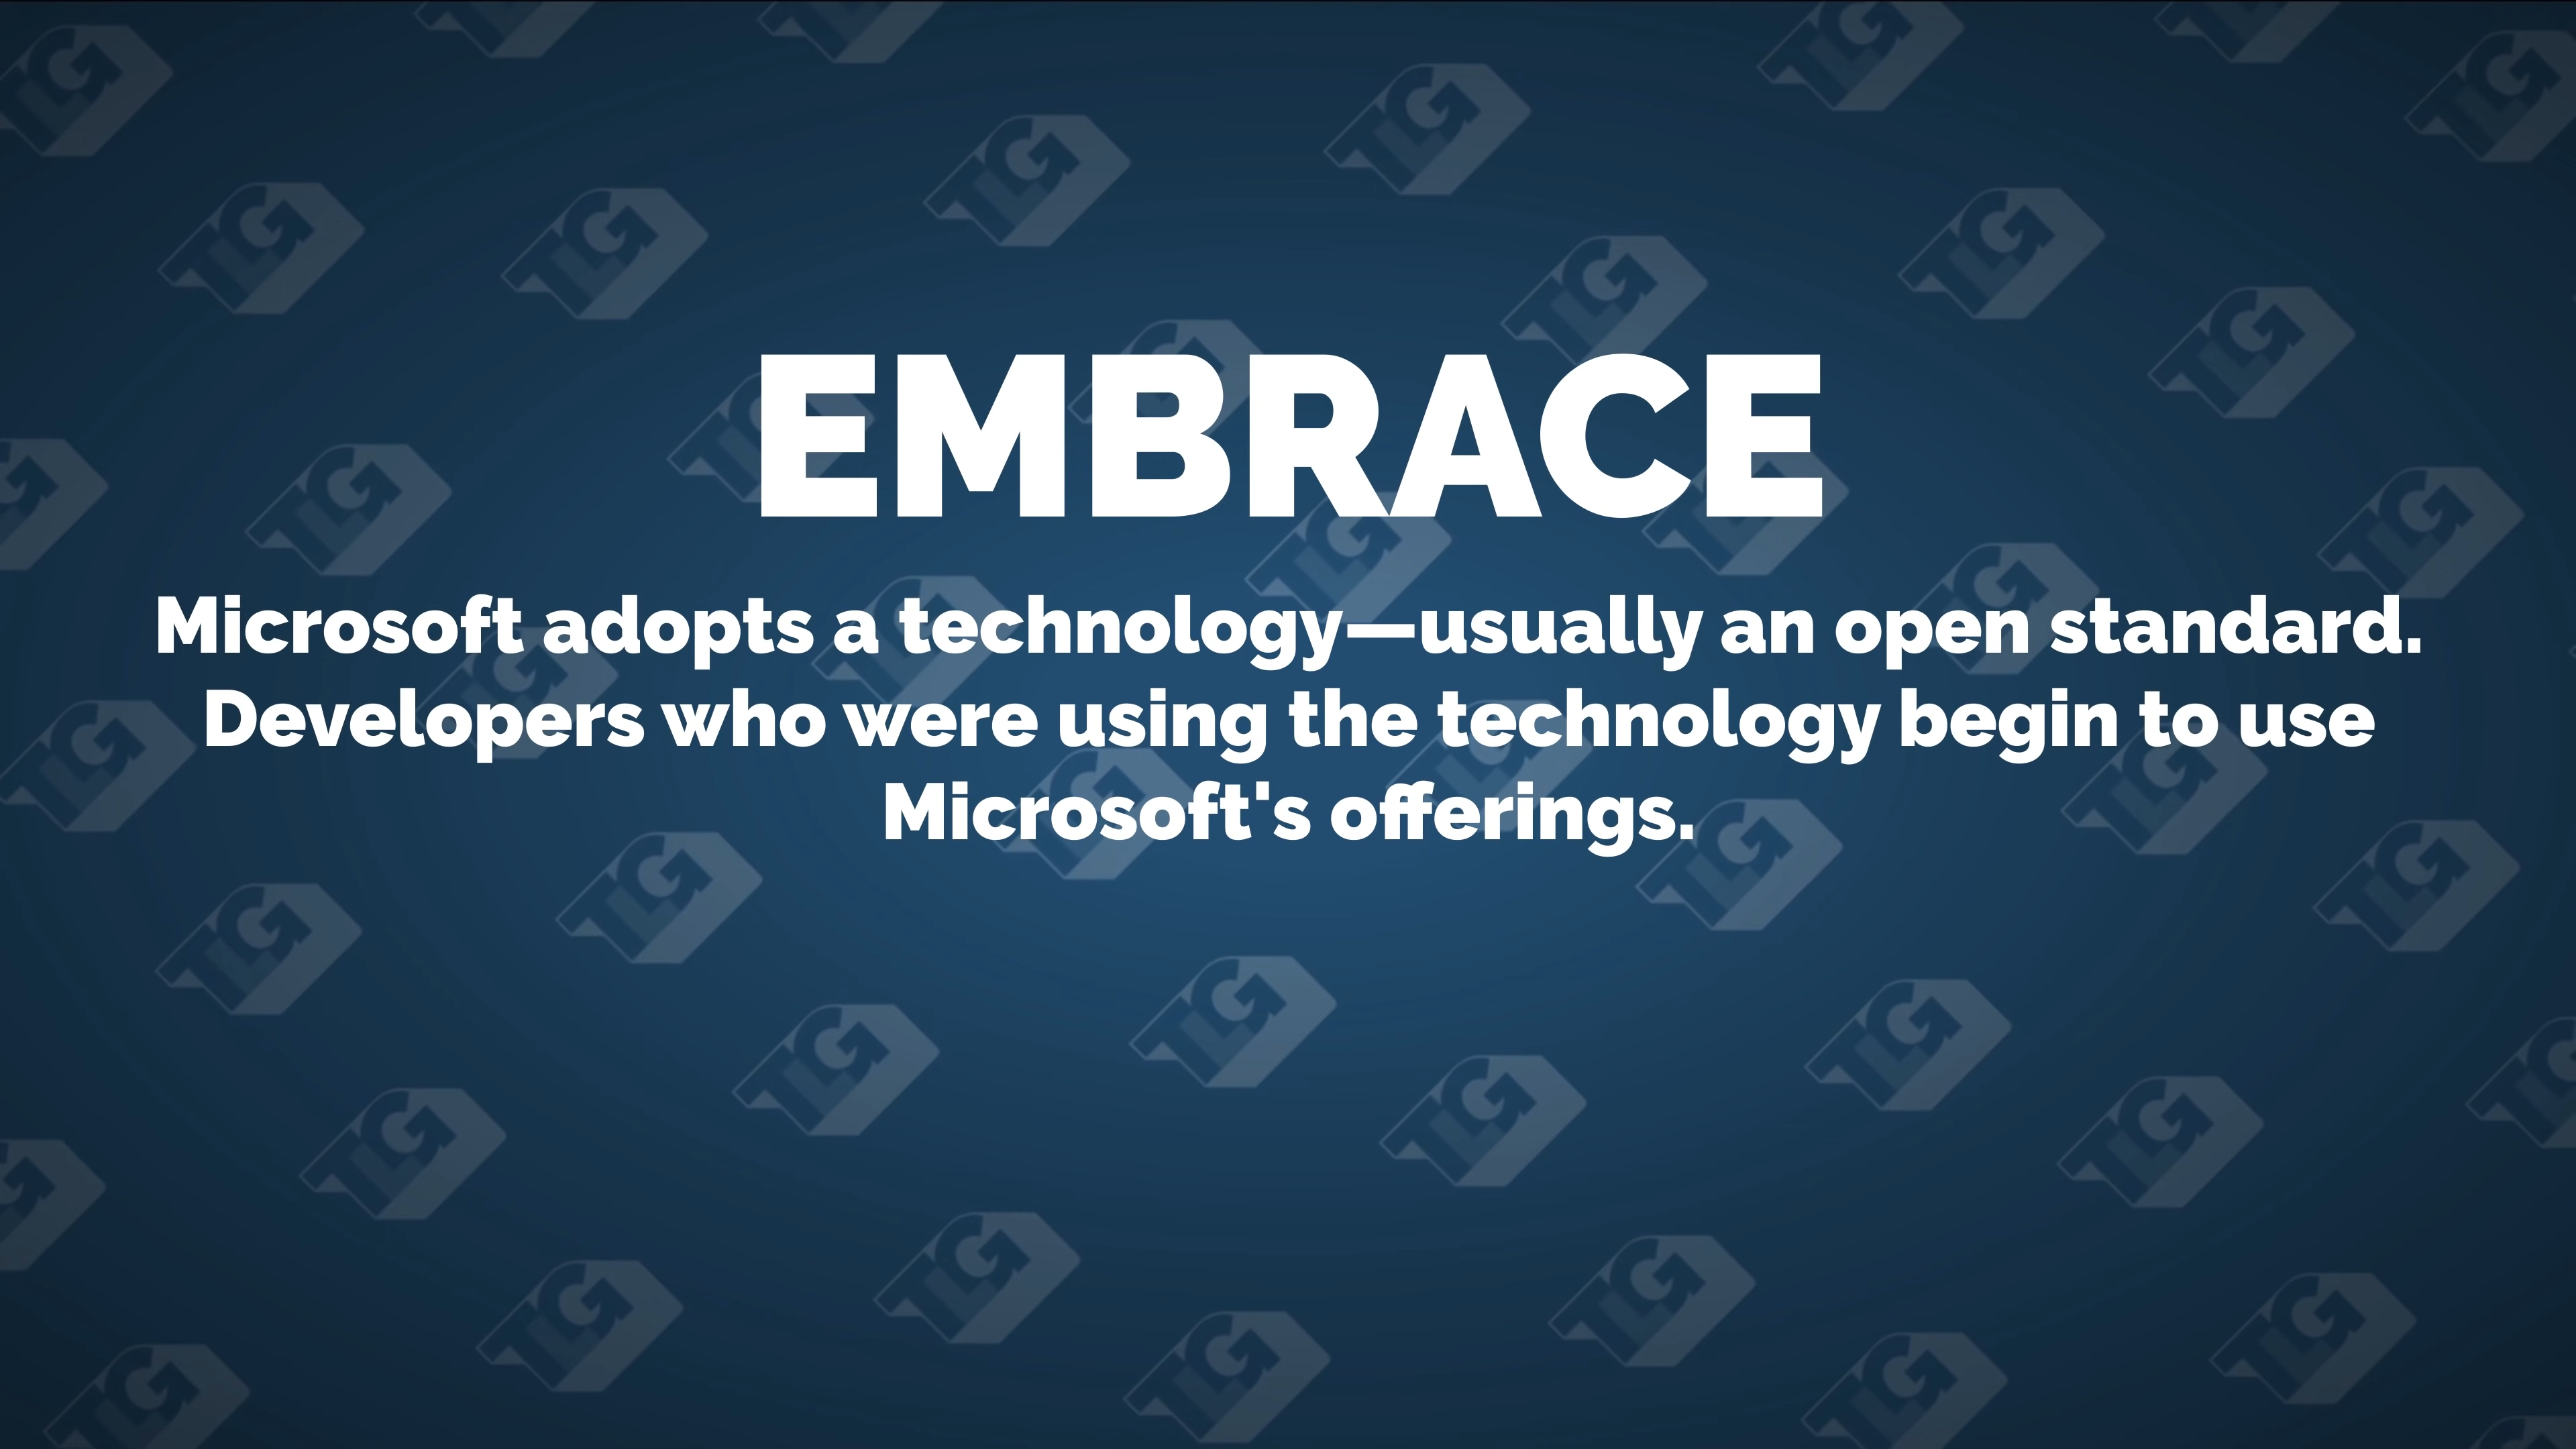 EMBRACE
Microsoft adopts a technology—usually an open standard.
Developers who were using the technology begin to use
Microsoft's offerings.